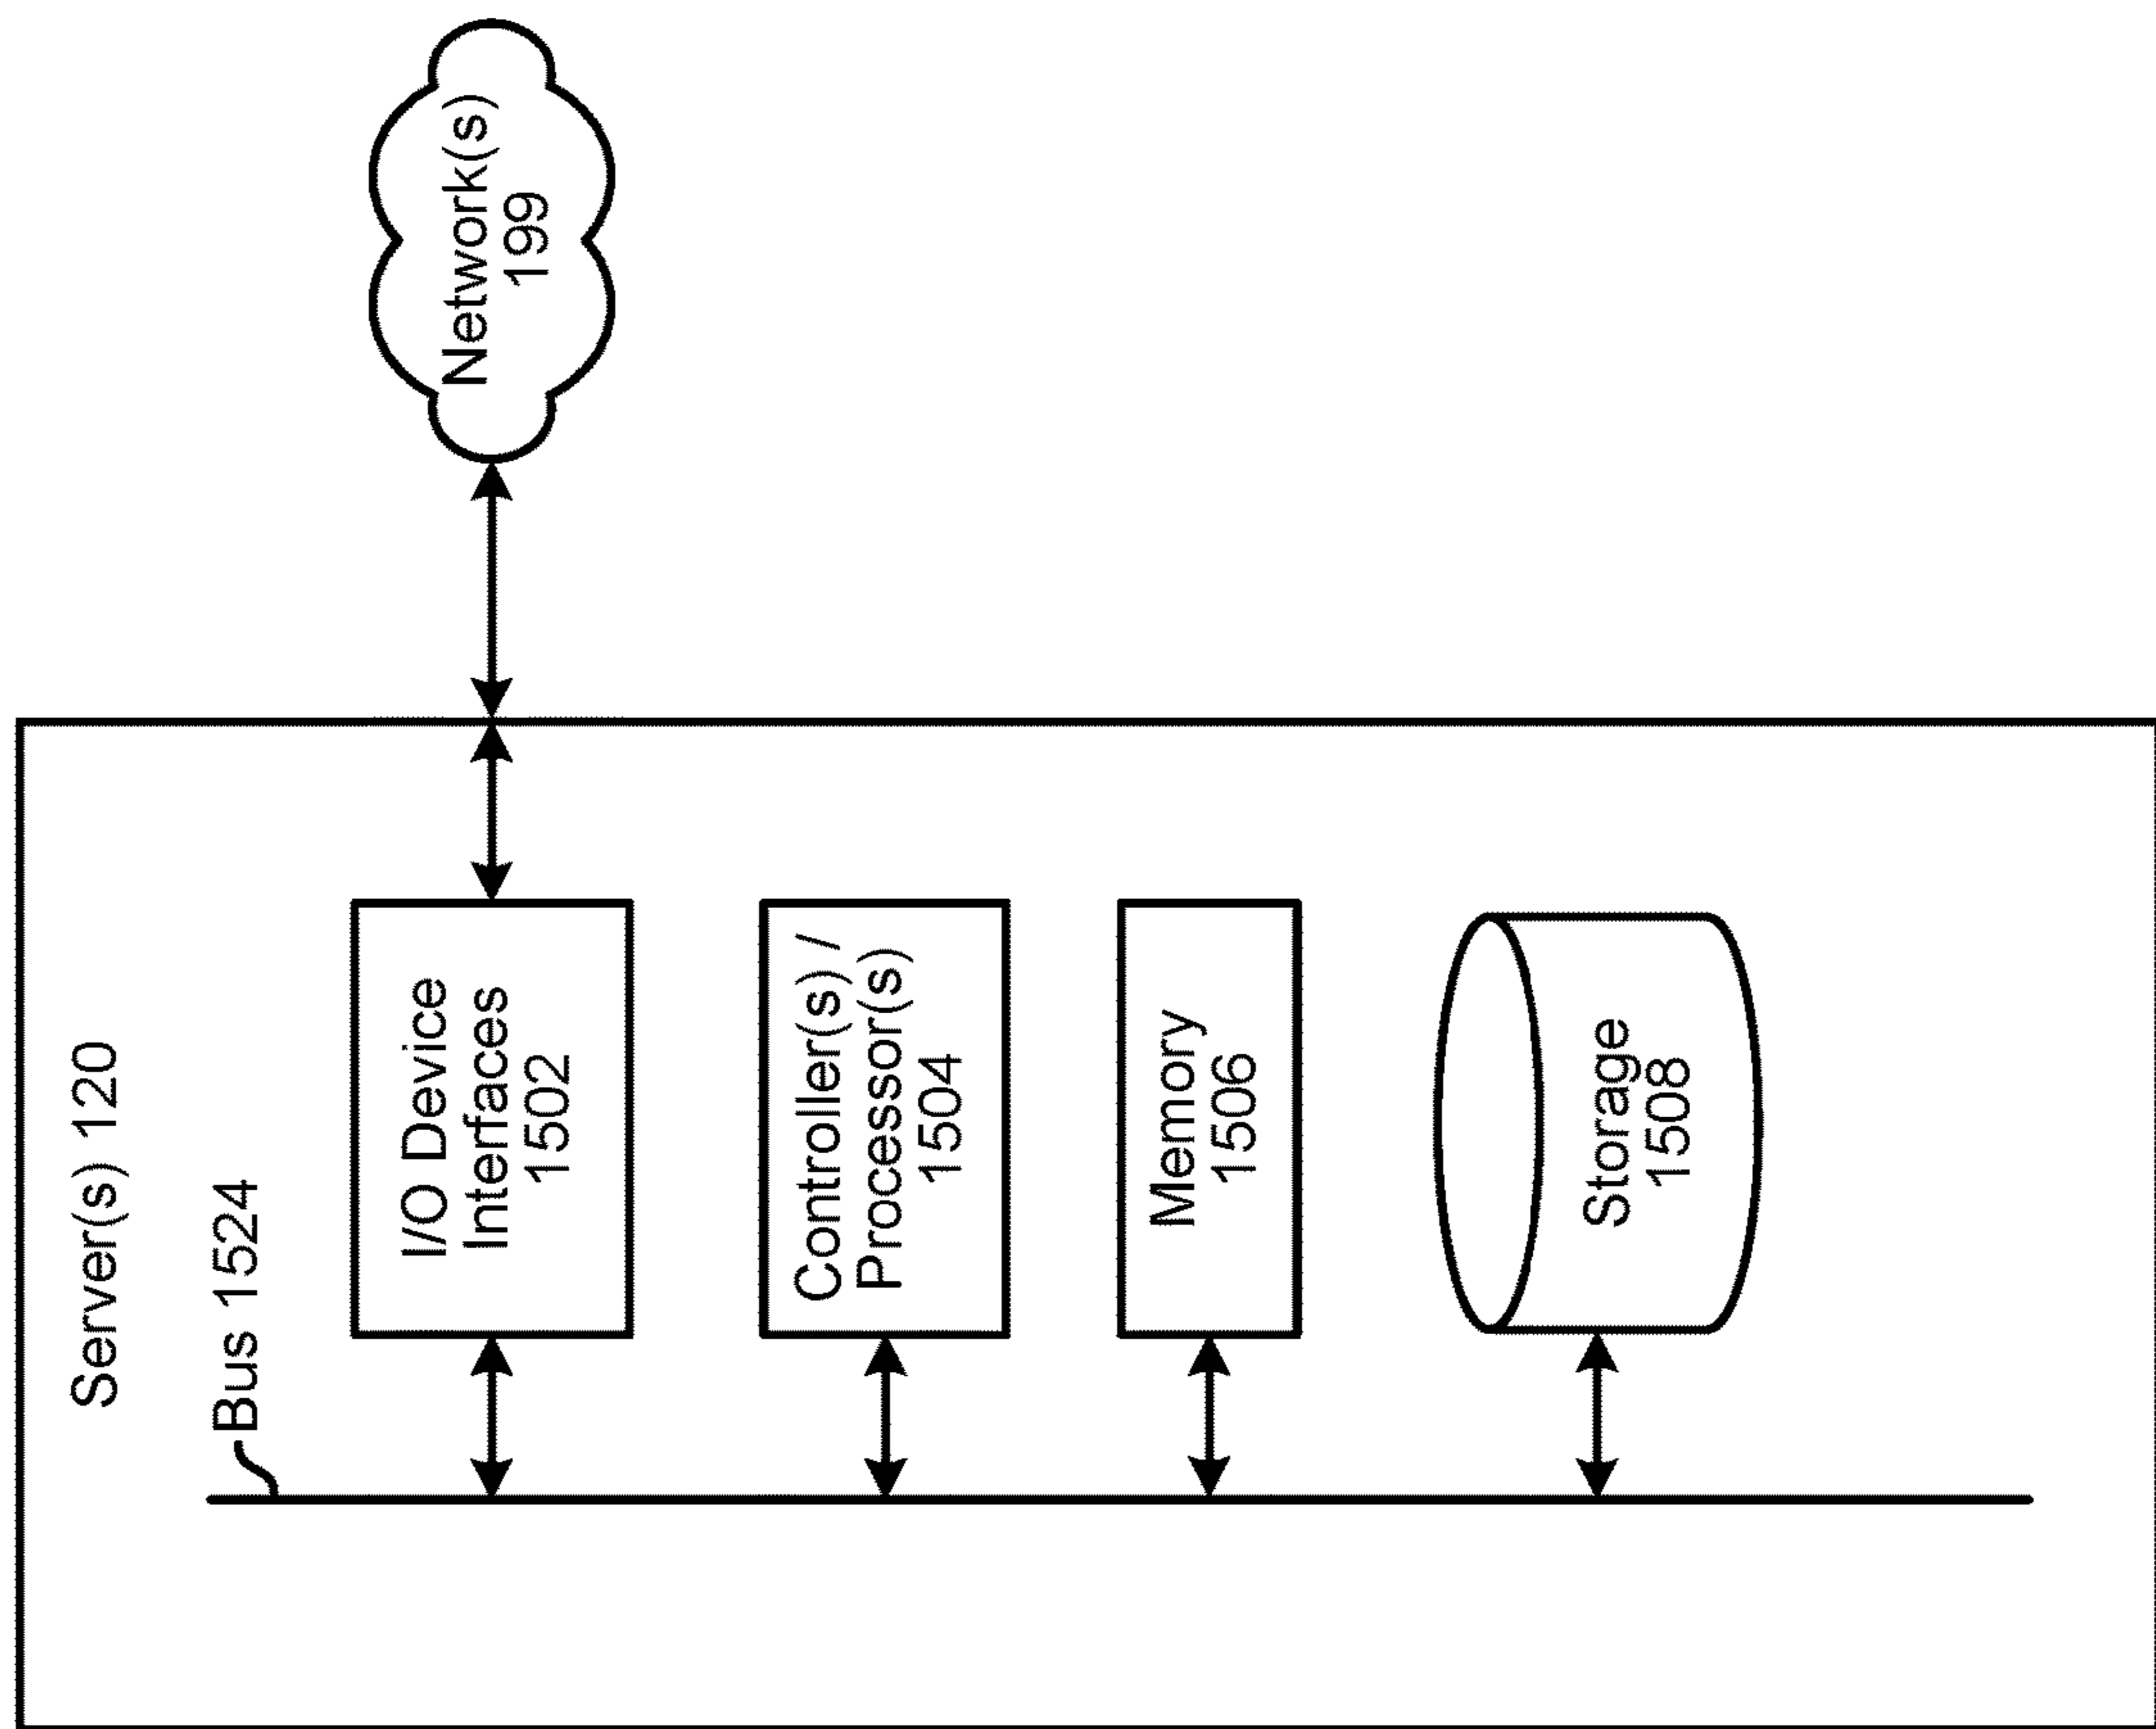 Server(s) 120
Bus 1524
I/O Device
Interfaces
1502
Network(s)
199
Controller(s) /
Processor(s)
1504
Memory
1506
Storage
1508